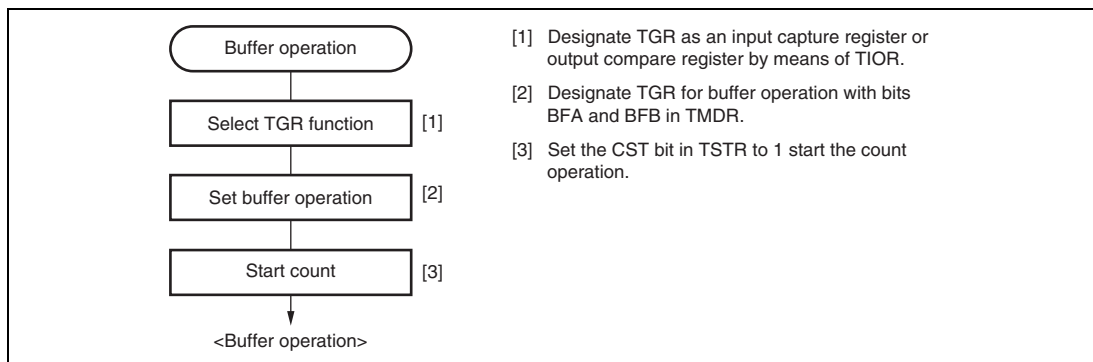 Buffer operation
Select TGR function [1]
Set buffer operation [2]
Start count [3]
<Buffer operation>
[1] Designate TGR as an input capture register or
output compare register by means of TIOR.
[2] Designate TGR for buffer operation with bits
BFA and BFB in TMDR.
[3] Set the CST bit in TSTR to 1 start the count
operation.